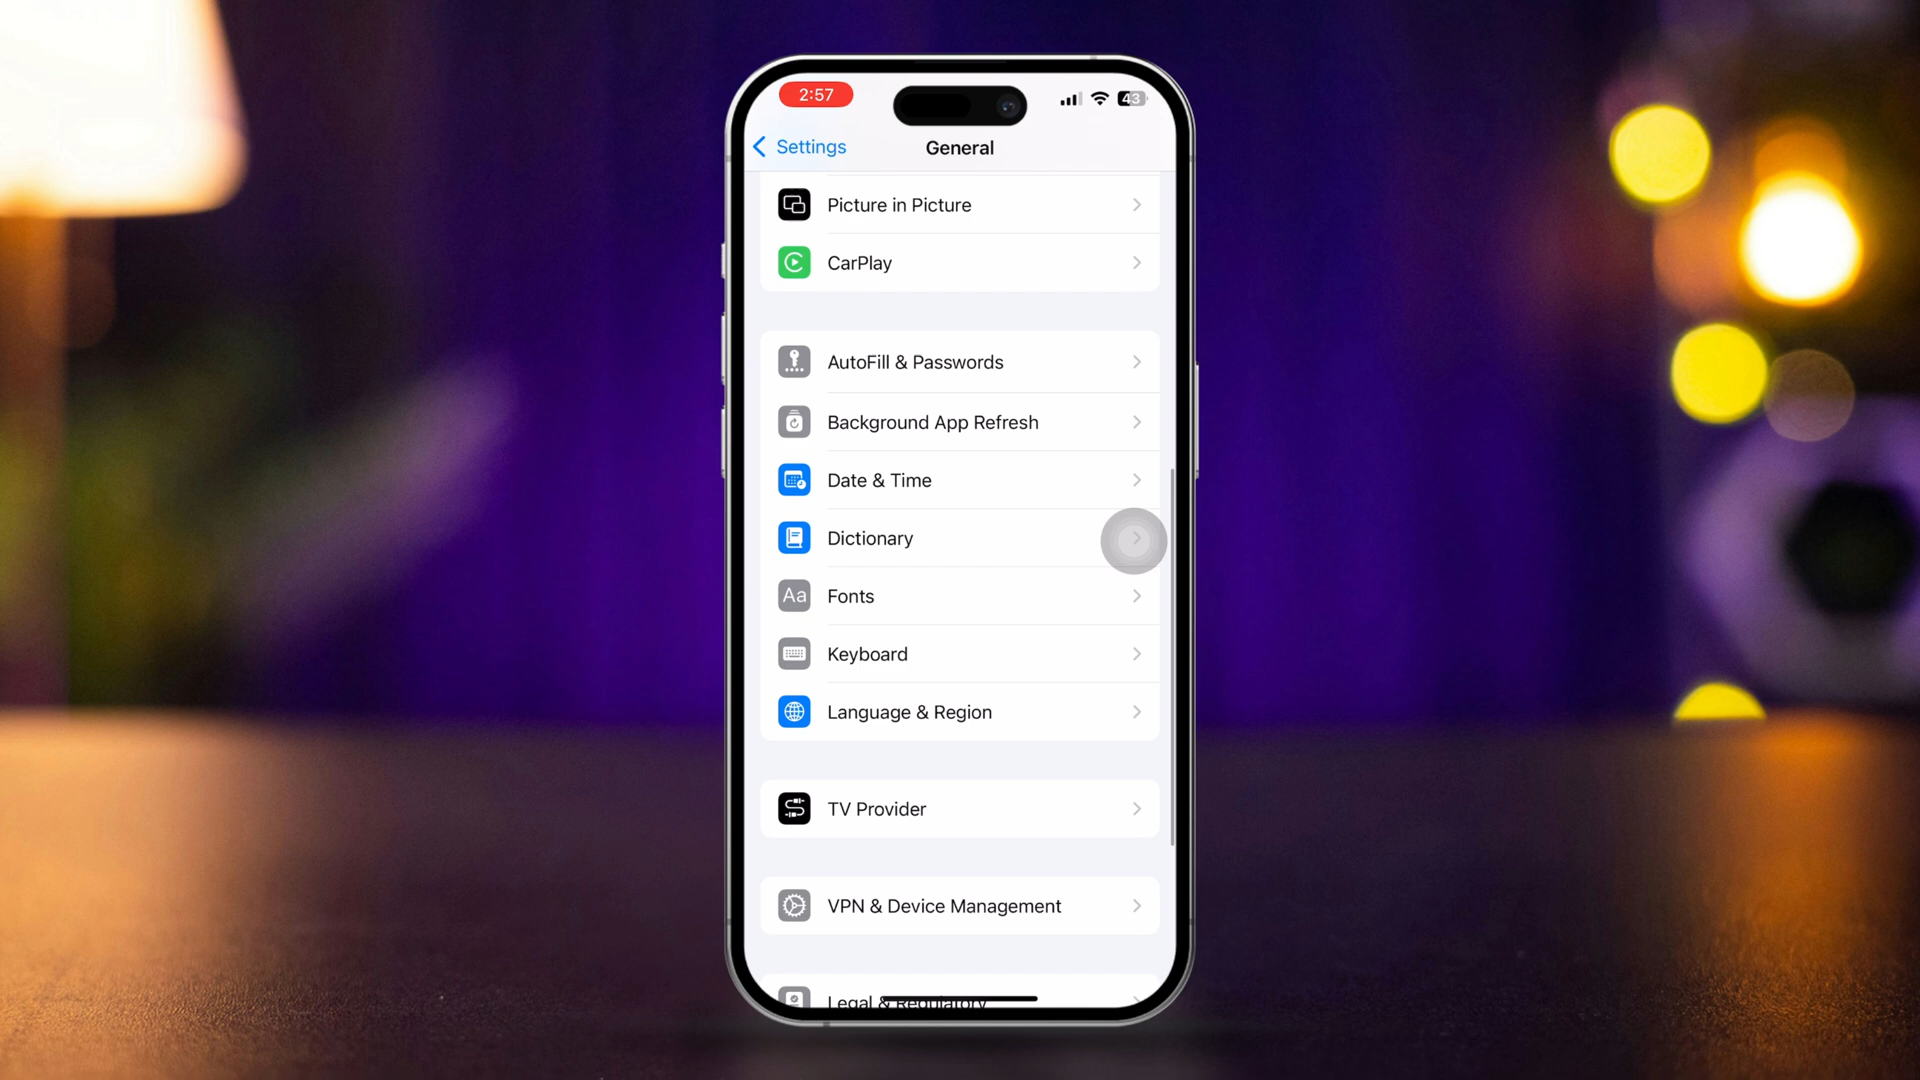 2:57
43
Settings
General
Picture in Picture
CarPlay
AutoFill & Passwords
Background App Refresh
Date & Time
Dictionary
Aa
Fonts
Keyboard
Language & Region
TV Provider
VPN & Device Management
Legal & Regulatory